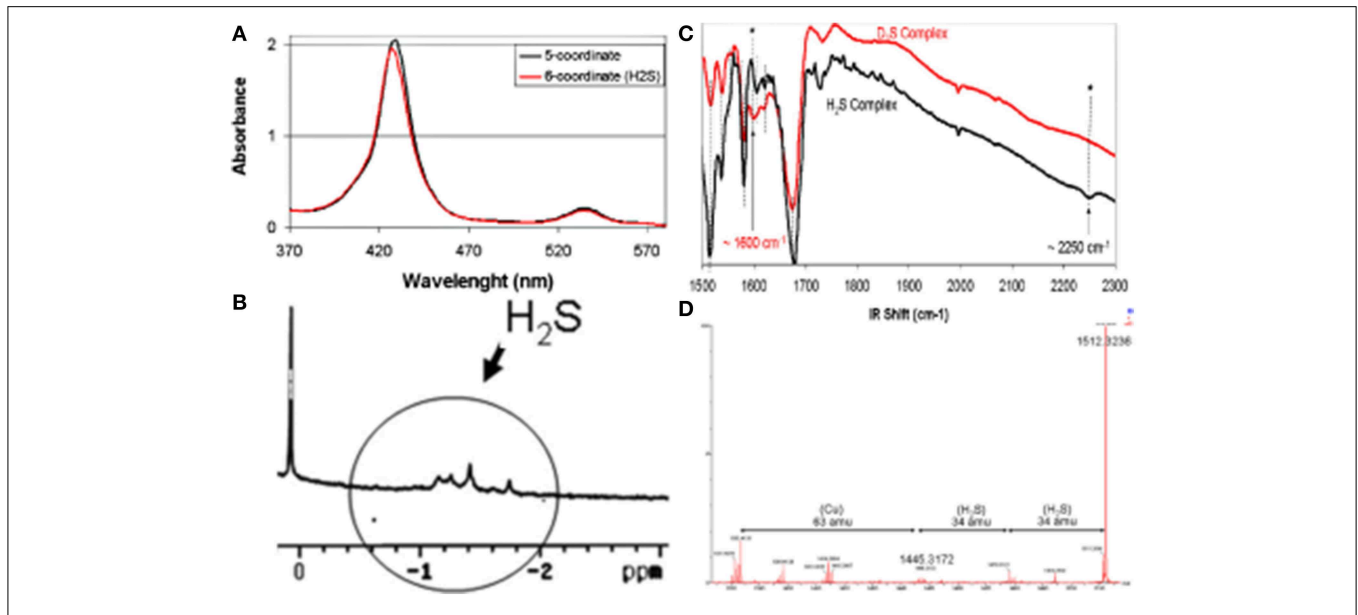 A
2
1
0
Absorbance
5-coordinate
6-coordinate (H2S)
370
420
470
520
570
Wavelenght (nm)
B
H₂S
0
-1
-2
ppm
C
*
D₂S Complex
H₂S Complex
*
~ 1600 cm⁻¹
~ 2250 cm⁻¹
1500
1600
1700
1800
1900
2000
2100
2200
2300
IR Shift (cm-1)
D
1512.3236
(Cu)
63 amu
(H₂S)
34 amu
(H₂S)
34 amu
1445.3172